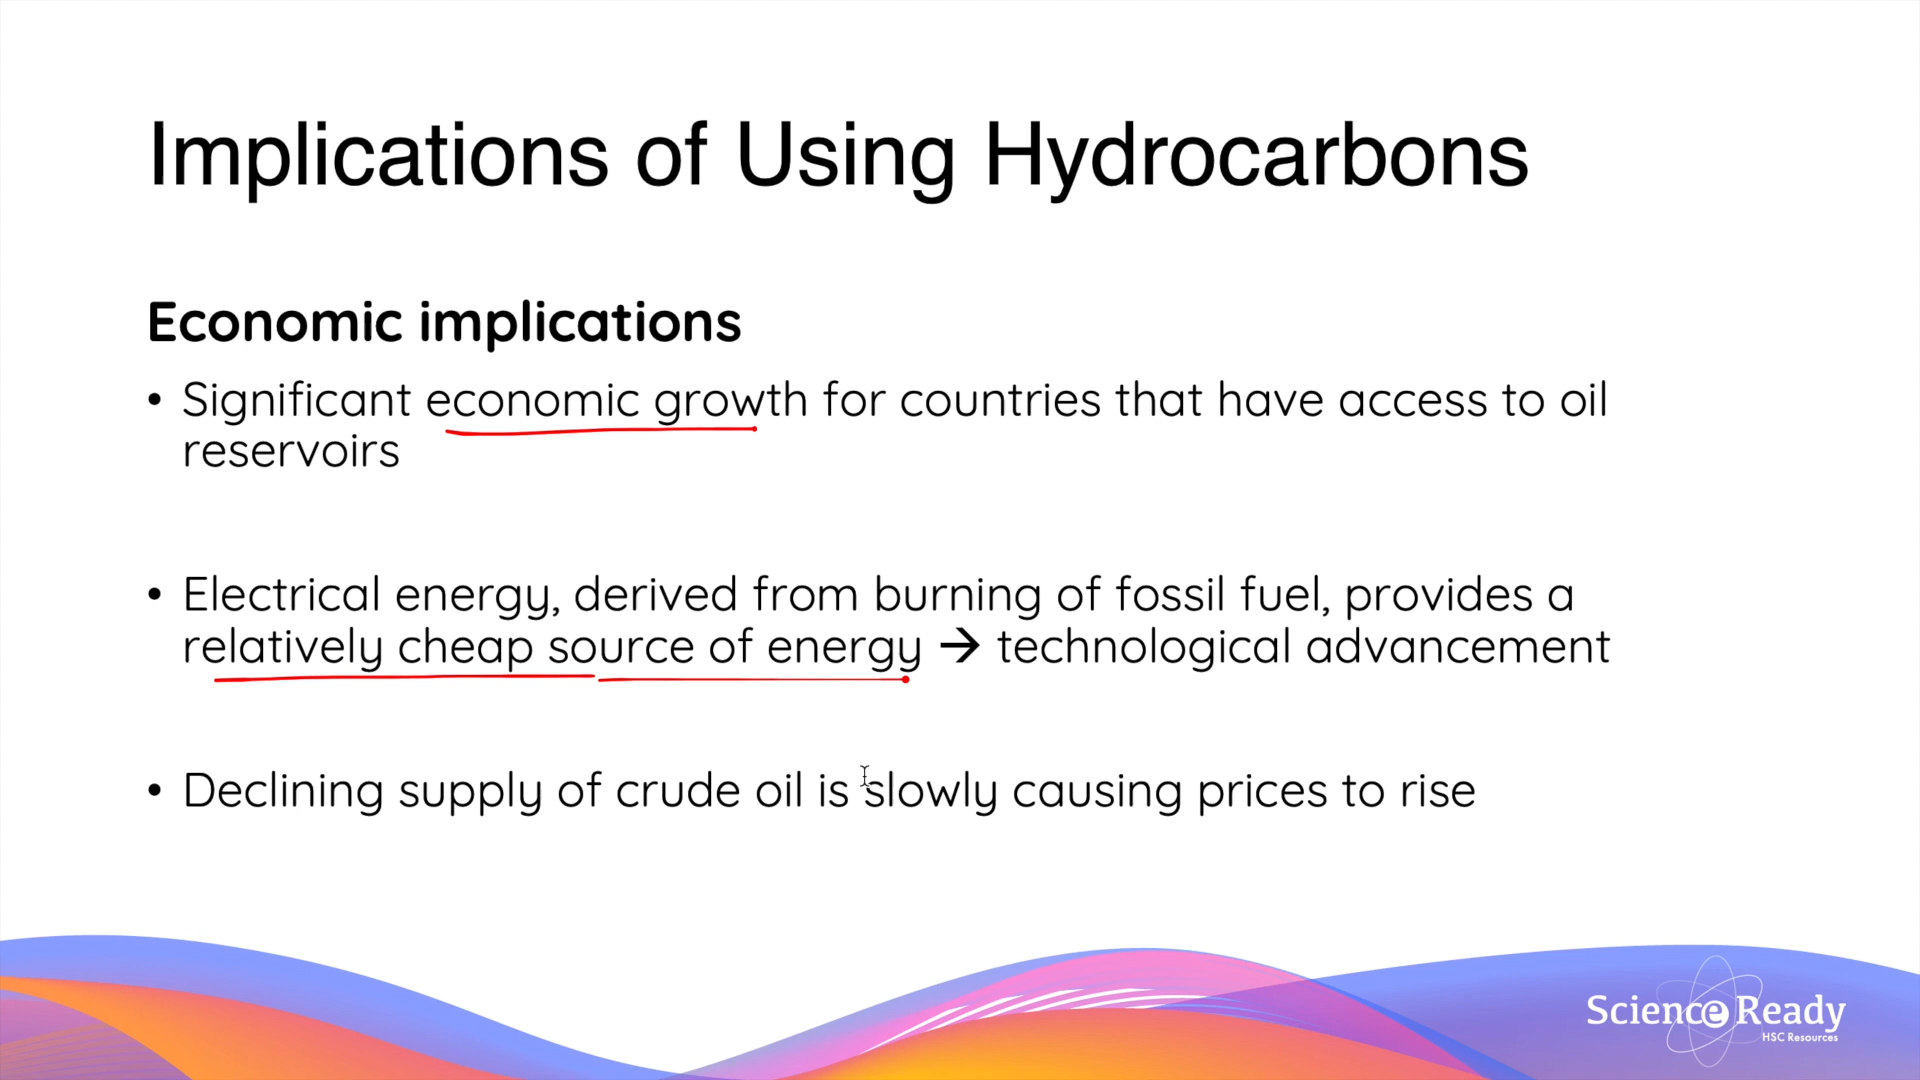 Implications of Using Hydrocarbons
Economic implications
• Significant economic growth for countries that have access to oil
reservoirs
• Electrical energy, derived from burning of fossil fuel, provides a
relatively cheap source of energy → technological advancement
• Declining supply of crude oil is slowly causing prices to rise
Science Ready
HSC Resources